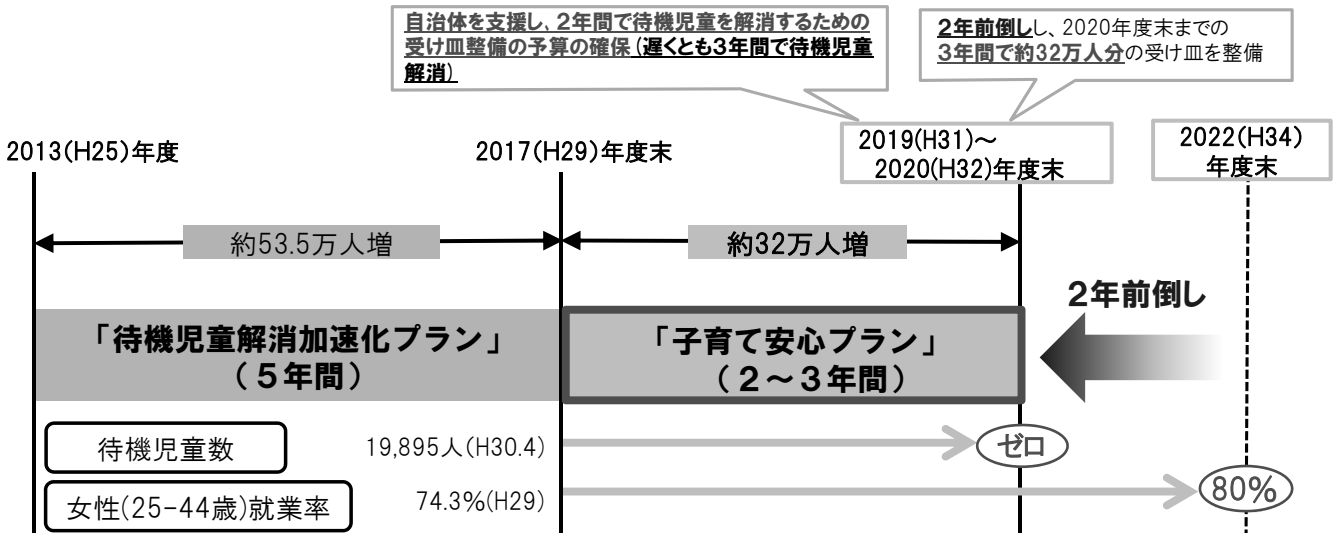 自治体を支援し、２年間で待機児童を解消するための
受け皿整備の予算の確保（遅くとも３年間で待機児童
解消）
２年前倒しし、2020年度末までの
３年間で約32万人分の受け皿を整備
2013(H25)年度
2017(H29)年度末
2019(H31)～
2020(H32)年度末
2022(H34)
年度末
約53.5万人増
約32万人増
２年前倒し
「待機児童解消加速化プラン」
（５年間）
「子育て安心プラン」
（２～３年間）
待機児童数
19,895人(H30.4)
ゼロ
女性(25-44歳)就業率
74.3%(H29)
80%